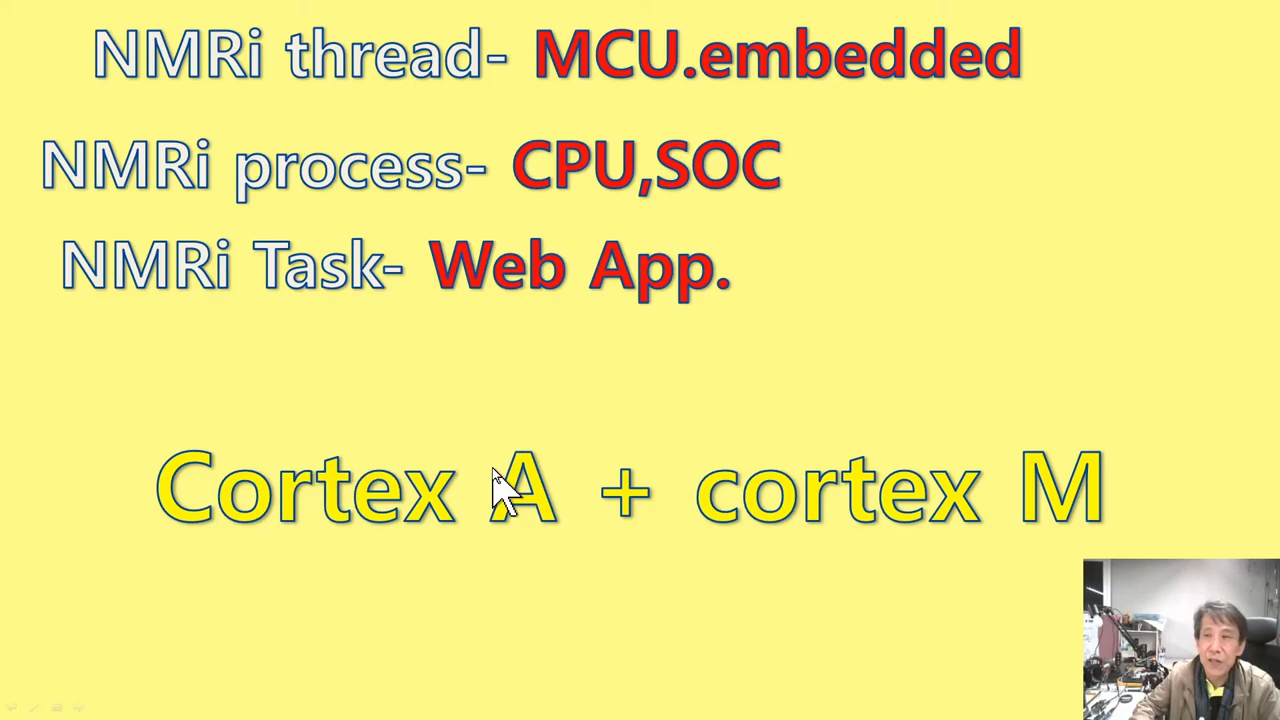 NMRi thread- MCU.embedded
NMRi process- CPU,SOC
NMRi Task- Web App.
Cortex A + cortex M